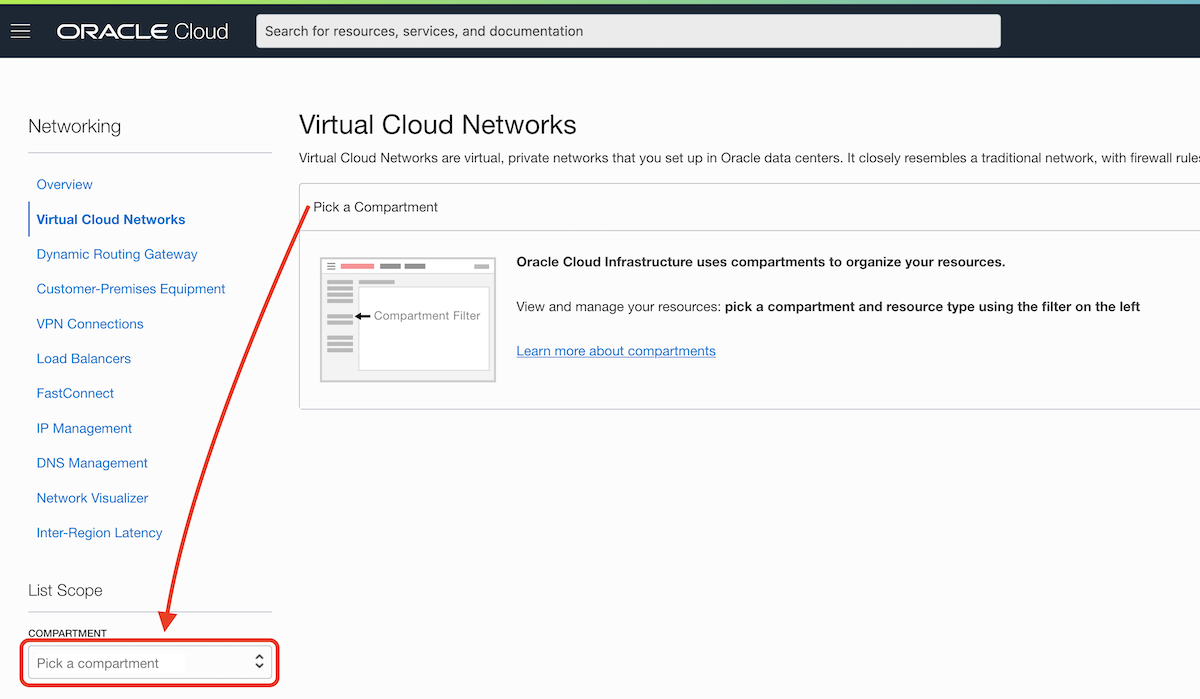 ORACLE Cloud
Search for resources, services, and documentation
Networking
Overview
Virtual Cloud Networks
Dynamic Routing Gateway
Customer-Premises Equipment
VPN Connections
Load Balancers
FastConnect
IP Management
DNS Management
Network Visualizer
Inter-Region Latency
List Scope
COMPARTMENT
Pick a compartment
Virtual Cloud Networks
Virtual Cloud Networks are virtual, private networks that you set up in Oracle data centers. It closely resembles a traditional network, with firewall rules
Pick a Compartment
Compartment Filter
Oracle Cloud Infrastructure uses compartments to organize your resources.
View and manage your resources: pick a compartment and resource type using the filter on the left
Learn more about compartments